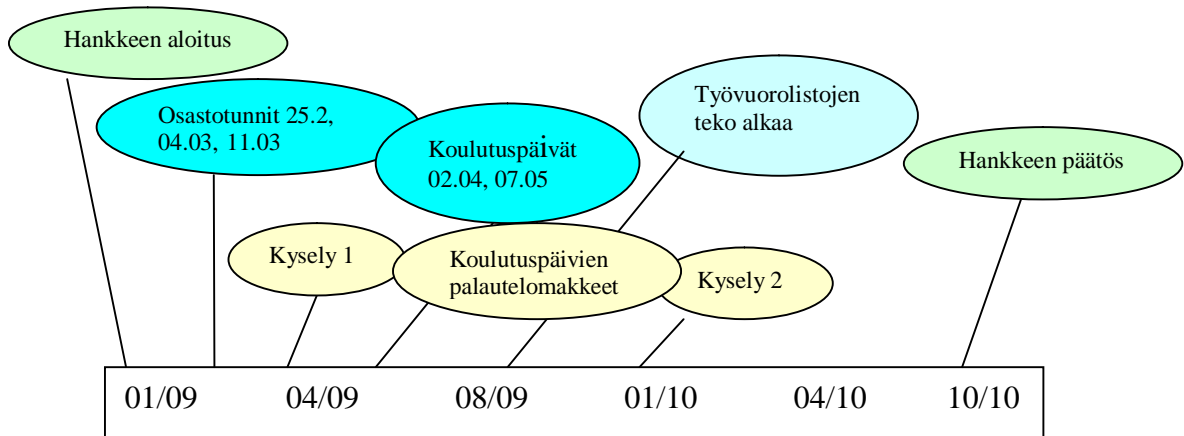 Hankkeen aloitus
Osastotunnit 25.2,
04.03, 11.03
Koulutuspäivät
02.04, 07.05
Työvuorolistojen
teko alkaa
Hankkeen päätös
Kysely 1
Koulutuspäivien
palautelomakkeet
Kysely 2
01/09 04/09 08/09 01/10 04/10 10/10